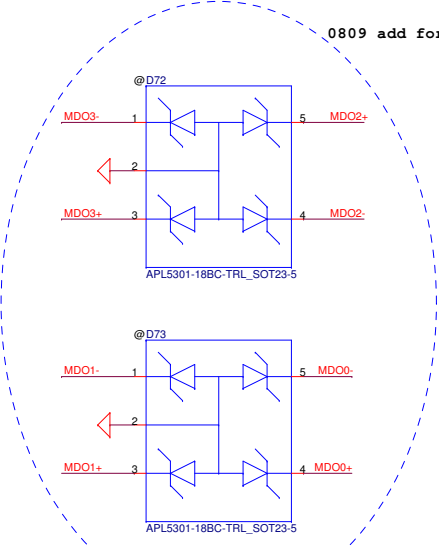 0809 add for
@D72
MDO3- 1 5 MDO2+
2
MDO3+ 3 4 MDO2-
APL5301-18BC-TRL_SOT23-5
@D73
MDO1- 1 5 MDO0-
2
MDO1+ 3 4 MDO0+
APL5301-18BC-TRL_SOT23-5